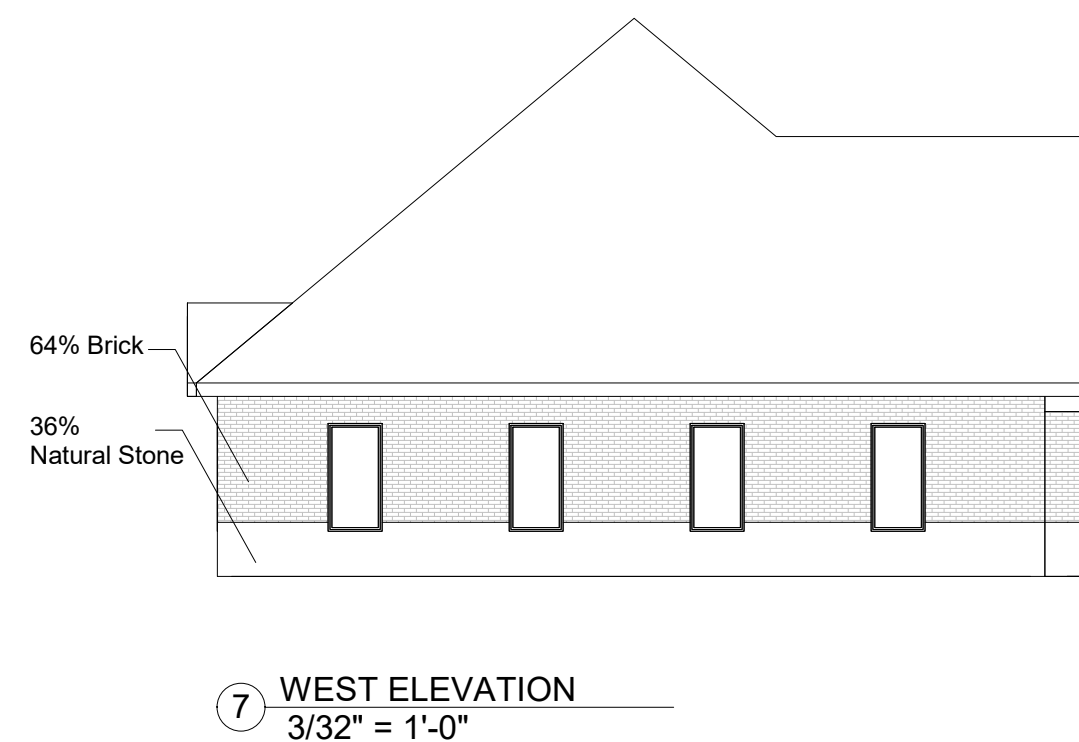 64% Brick
36%
Natural Stone
7
WEST ELEVATION
3/32" = 1'-0"